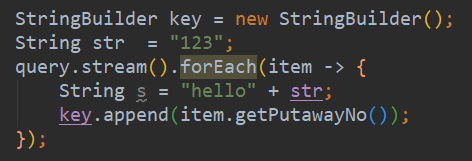 StringBuilder key = new StringBuilder();
String str  = "123";
query.stream().forEach(item -> {
    String s = "hello" + str;
    key.append(item.getPutawayNo());
});